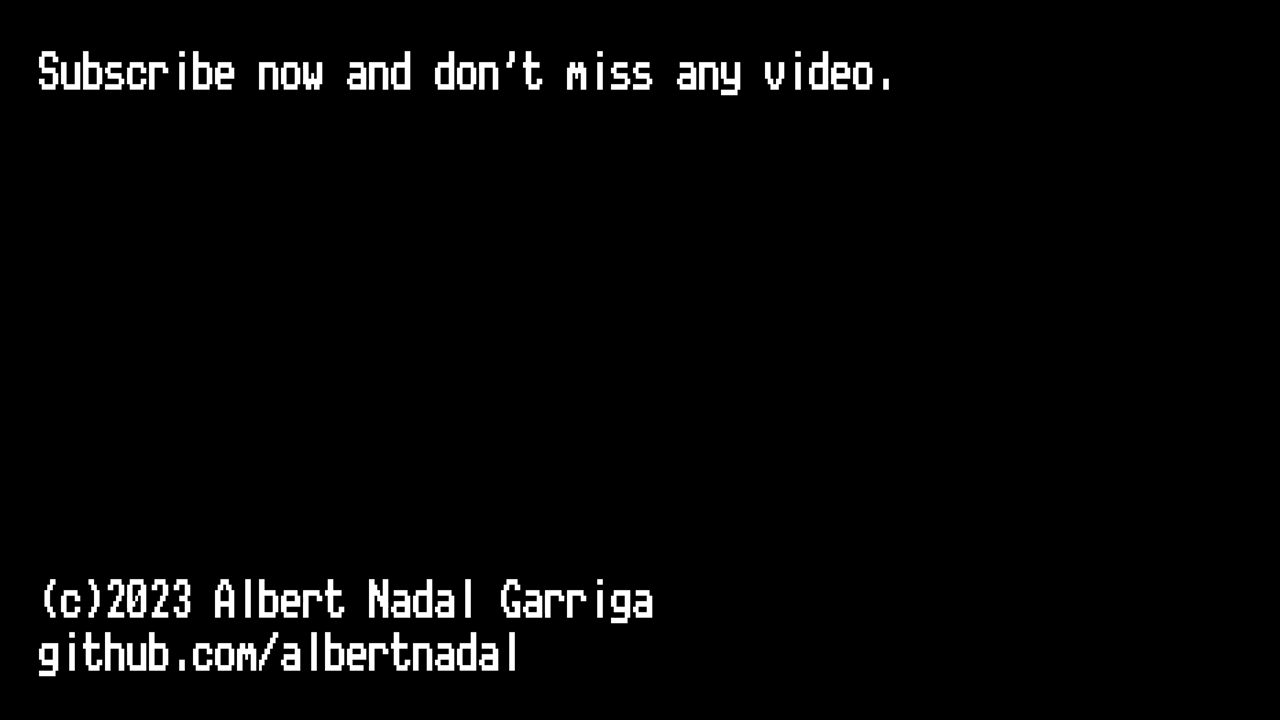 Subscribe now and don't miss any video.
(c)2023 Albert Nadal Garriga
github.com/albertnadal